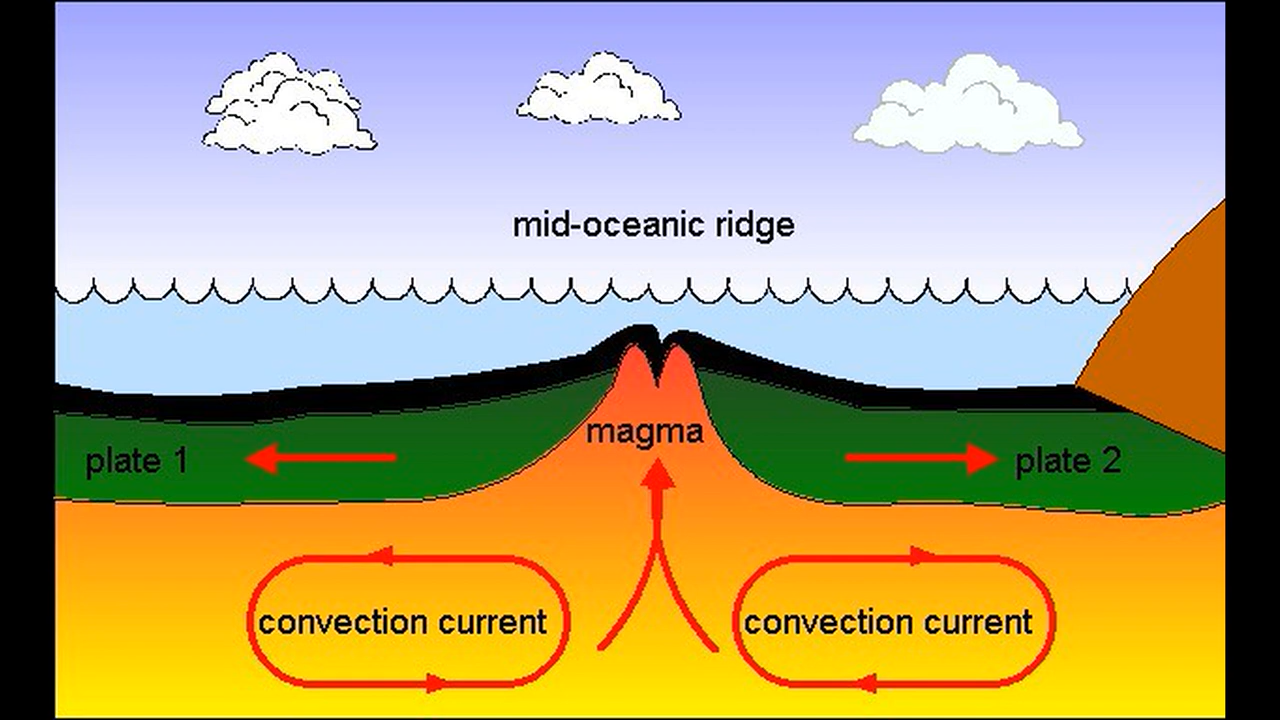 mid-oceanic ridge
magma
plate 1
plate 2
convection current
convection current